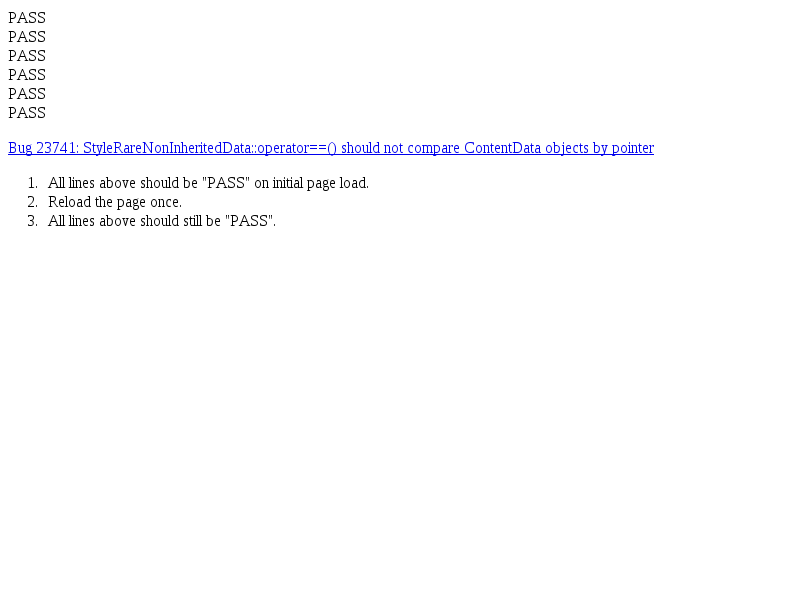 PASS
PASS
PASS
PASS
PASS
PASS
Bug 23741: StyleRareNonInheritedData::operator==() should not compare ContentData objects by pointer
1. All lines above should be "PASS" on initial page load.
2. Reload the page once.
3. All lines above should still be "PASS".